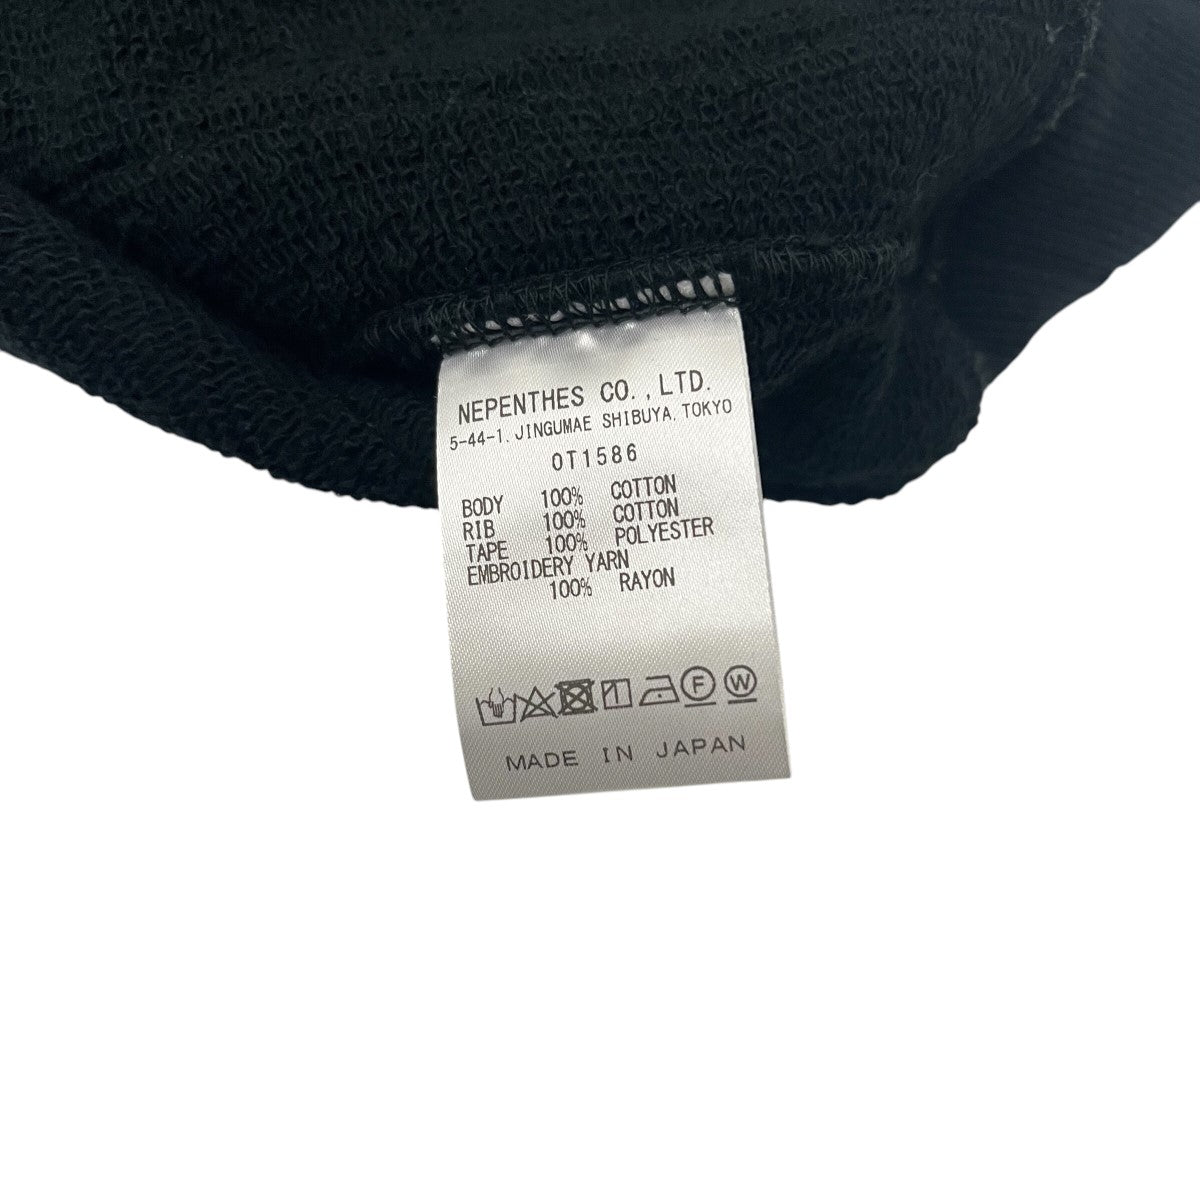 NEPENTHES CO.,LTD.
5-44-1.JINGUMAE SHIBUYA.TOKYO
OT1586
BODY 100% COTTON
RIB 100% COTTON
TAPE 100% POLYESTER
EMBROIDERY YARN
100% RAYON
F W
MADE IN JAPAN